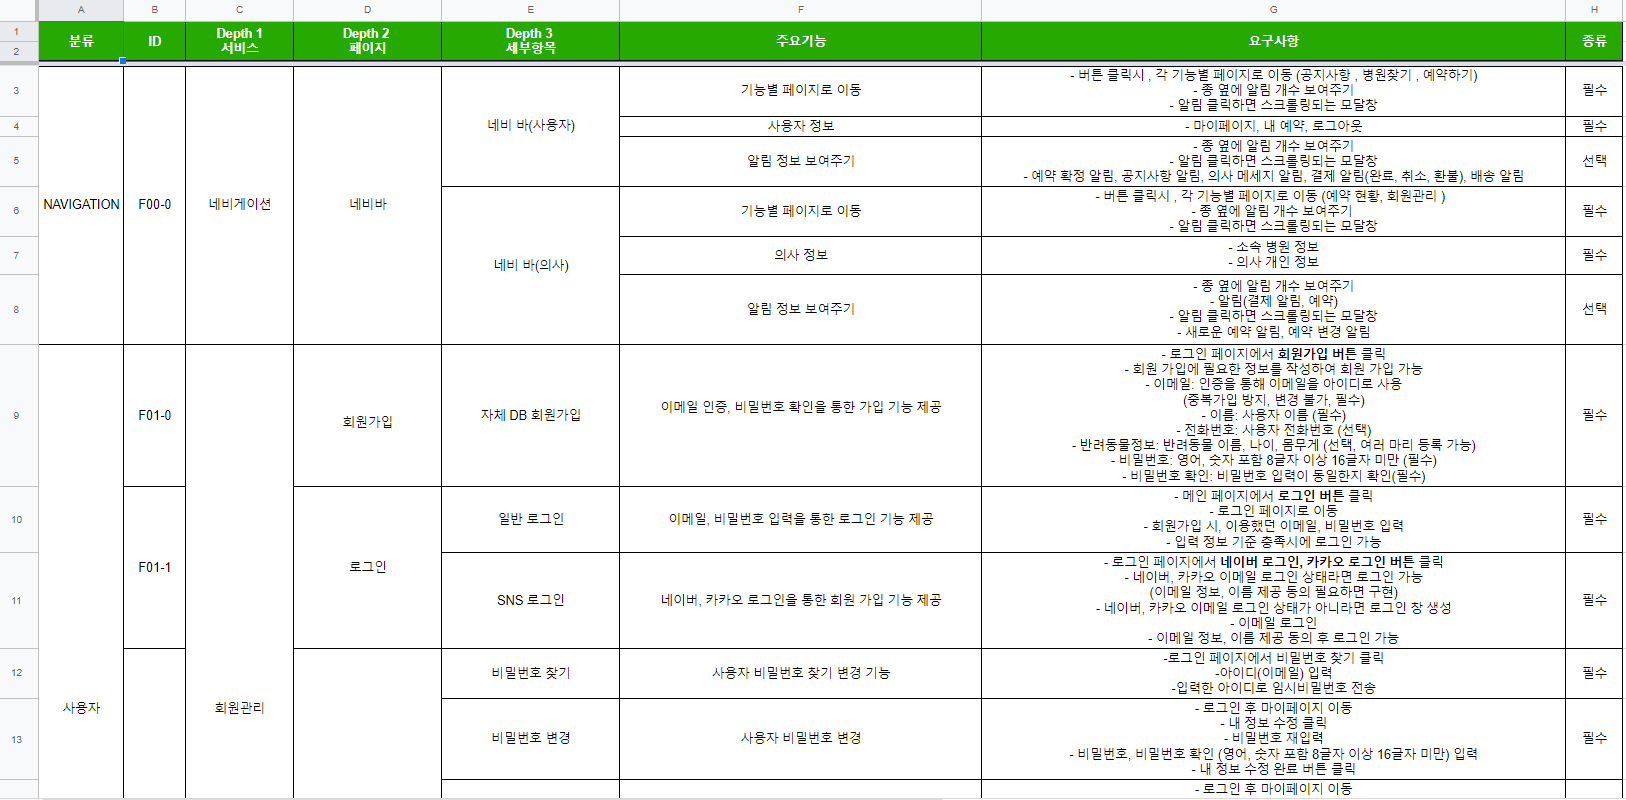 A B C D E F G H
1
2
분류 ID Depth 1 서비스 Depth 2 페이지 Depth 3 세부항목 주요기능 요구사항 종류
NAVIGATION F00-0 네비게이션 네비바
네비 바(사용자)
3 기능별 페이지로 이동
- 버튼 클릭시 , 각 기능별 페이지로 이동 (공지사항 , 병원찾기 , 예약하기)
- 종 옆에 알림 개수 보여주기
- 알림 클릭하면 스크롤링되는 모달창
필수
4 사용자 정보
- 마이페이지, 내 예약, 로그아웃
필수
5 알림 정보 보여주기
- 종 옆에 알림 개수 보여주기
- 알림 클릭하면 스크롤링되는 모달창
- 예약 확정 알림, 공지사항 알림, 의사 메세지 알림, 결제 알림(완료, 취소, 환불), 배송 알림
선택
네비 바(의사)
6 기능별 페이지로 이동
- 버튼 클릭시 , 각 기능별 페이지로 이동 (예약 현황, 회원관리 )
- 종 옆에 알림 개수 보여주기
- 알림 클릭하면 스크롤링되는 모달창
필수
7 의사 정보
- 소속 병원 정보
- 의사 개인 정보
필수
8 알림 정보 보여주기
- 종 옆에 알림 개수 보여주기
- 알림(결제 알림, 예약)
- 알림 클릭하면 스크롤링되는 모달창
- 새로운 예약 알림, 예약 변경 알림
선택
사용자 회원관리
9 F01-0 회원가입 자체 DB 회원가입 이메일 인증, 비밀번호 확인을 통한 가입 기능 제공
- 로그인 페이지에서 회원가입 버튼 클릭
- 회원 가입에 필요한 정보를 작성하여 회원 가입 가능
- 이메일: 인증을 통해 이메일을 아이디로 사용
(중복가입 방지, 변경 불가, 필수)
- 이름: 사용자 이름 (필수)
- 전화번호: 사용자 전화번호 (선택)
- 반려동물정보: 반려동물 이름, 나이, 몸무게 (선택, 여러 마리 등록 가능)
- 비밀번호: 영어, 숫자 포함 8글자 이상 16글자 미만 (필수)
- 비밀번호 확인: 비밀번호 입력이 동일한지 확인(필수)
필수
F01-1 로그인
10 일반 로그인 이메일, 비밀번호 입력을 통한 로그인 기능 제공
- 메인 페이지에서 로그인 버튼 클릭
- 로그인 페이지로 이동
- 회원가입 시, 이용했던 이메일, 비밀번호 입력
- 입력 정보 기준 충족시에 로그인 가능
필수
11 SNS 로그인 네이버, 카카오 로그인을 통한 회원 가입 기능 제공
- 로그인 페이지에서 네이버 로그인, 카카오 로그인 버튼 클릭
- 네이버, 카카오 이메일 로그인 상태라면 로그인 가능
(이메일 정보, 이름 제공 동의 필요하면 구현)
- 네이버, 카카오 이메일 로그인 상태가 아니라면 로그인 창 생성
- 이메일 로그인
- 이메일 정보, 이름 제공 동의 후 로그인 가능
필수
12 비밀번호 찾기 사용자 비밀번호 찾기 변경 기능
-로그인 페이지에서 비밀번호 찾기 클릭
-아이디(이메일) 입력
-입력한 아이디로 임시비밀번호 전송
필수
13 비밀번호 변경 사용자 비밀번호 변경
- 로그인 후 마이페이지 이동
- 내 정보 수정 클릭
- 비밀번호 재입력
- 비밀번호, 비밀번호 확인 (영어, 숫자 포함 8글자 이상 16글자 미만) 입력
- 내 정보 수정 완료 버튼 클릭
필수
- 로그인 후 마이페이지 이동